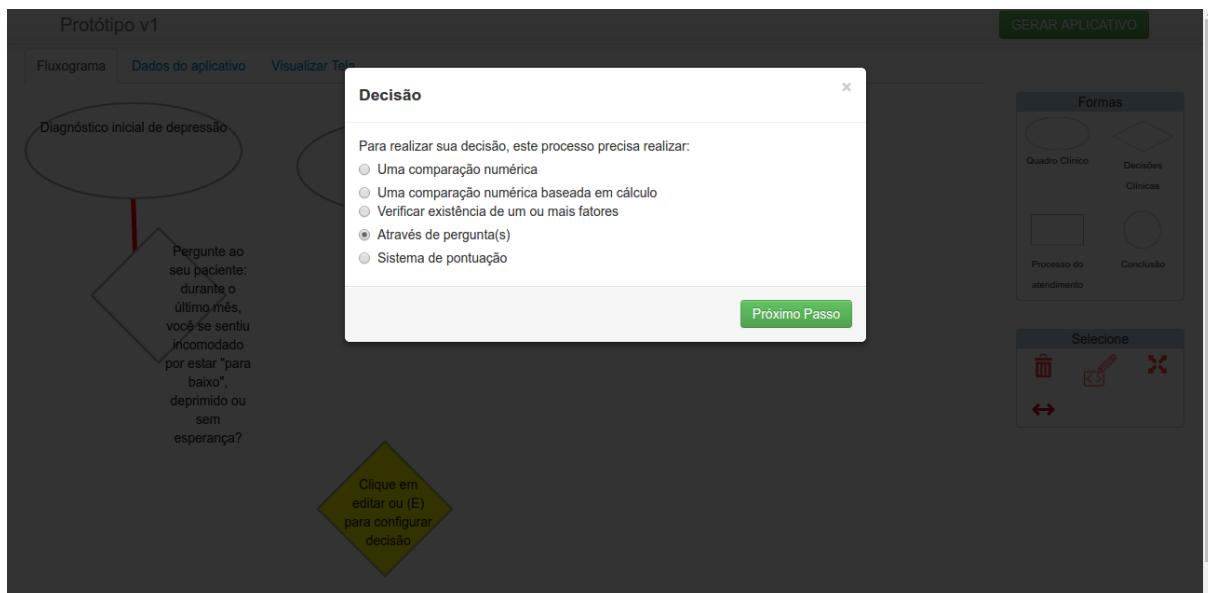 Protótipo v1
GERAR APLICATIVO
Fluxograma
Dados do aplicativo
Visualizar Tela
Diagnóstico inicial de depressão
Pergunte ao
seu paciente:
durante o
último mês,
você se sentiu
incomodado
por estar "para
baixo",
deprimido ou
sem
esperança?
Clique em
editar ou (E)
para configurar
decisão
Decisão
×
Para realizar sua decisão, este processo precisa realizar:
Uma comparação numérica
Uma comparação numérica baseada em cálculo
Verificar existência de um ou mais fatores
Através de pergunta(s)
Sistema de pontuação
Próximo Passo
Formas
Quadro Clínico
Decisões
Clínicas
Processo do
atendimento
Conclusão
Selecione